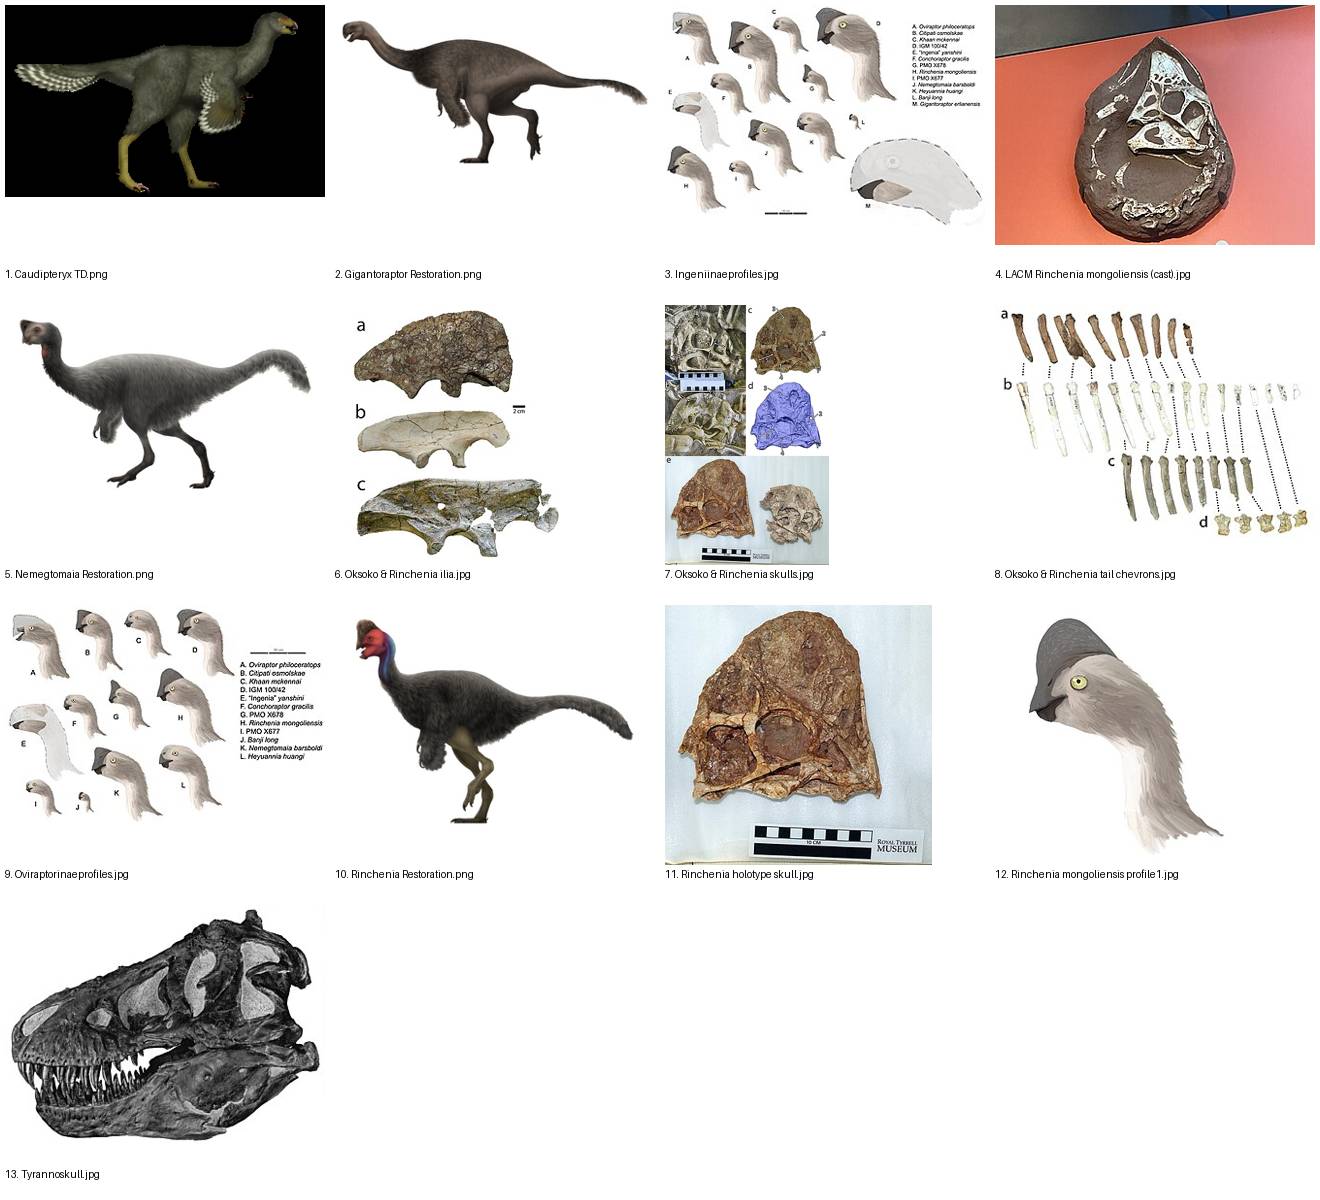 A. Oviraptor philoceratops
B. Citipati osmolskae
C. Khaan mckennai
D. IGM 100/42
E. "Ingenia" yanshini
F. Conchoraptor gracilis
G. PMO X678
H. Rinchenia mongoliensis
I. PMO X677
J. Nemegtomaia barsboldi
K. Heyuannia huangi
L. Banji long
M. Gigantoraptor erlianensis
A
B
C
D
E
F
G
H
I
J
K
L
M
1. Caudipteryx TD.png
2. Gigantoraptor Restoration.png
3. Ingeniinaeprofiles.jpg
4. LACM Rinchenia mongoliensis (cast).jpg
a
b
c
2 cm
c
d
e
a
b
c
d
5. Nemegtomaia Restoration.png
6. Oksoko & Rinchenia ilia.jpg
7. Oksoko & Rinchenia skulls.jpg
8. Oksoko & Rinchenia tail chevrons.jpg
A
B
C
D
E
F
G
H
I
J
K
L
A. Oviraptor philoceratops
B. Citipati osmolskae
C. Khaan mckennai
D. IGM 100/42
E. "Ingenia" yanshini
F. Conchoraptor gracilis
G. PMO X678
H. Rinchenia mongoliensis
I. PMO X677
J. Banji long
K. Nemegtomaia barsboldi
L. Heyuannia huangi
10 CM
ROYAL TYRRELL
MUSEUM
9. Oviraptorinaeprofiles.jpg
10. Rinchenia Restoration.png
11. Rinchenia holotype skull.jpg
12. Rinchenia mongoliensis profile1.jpg
13. Tyrannoskull.jpg